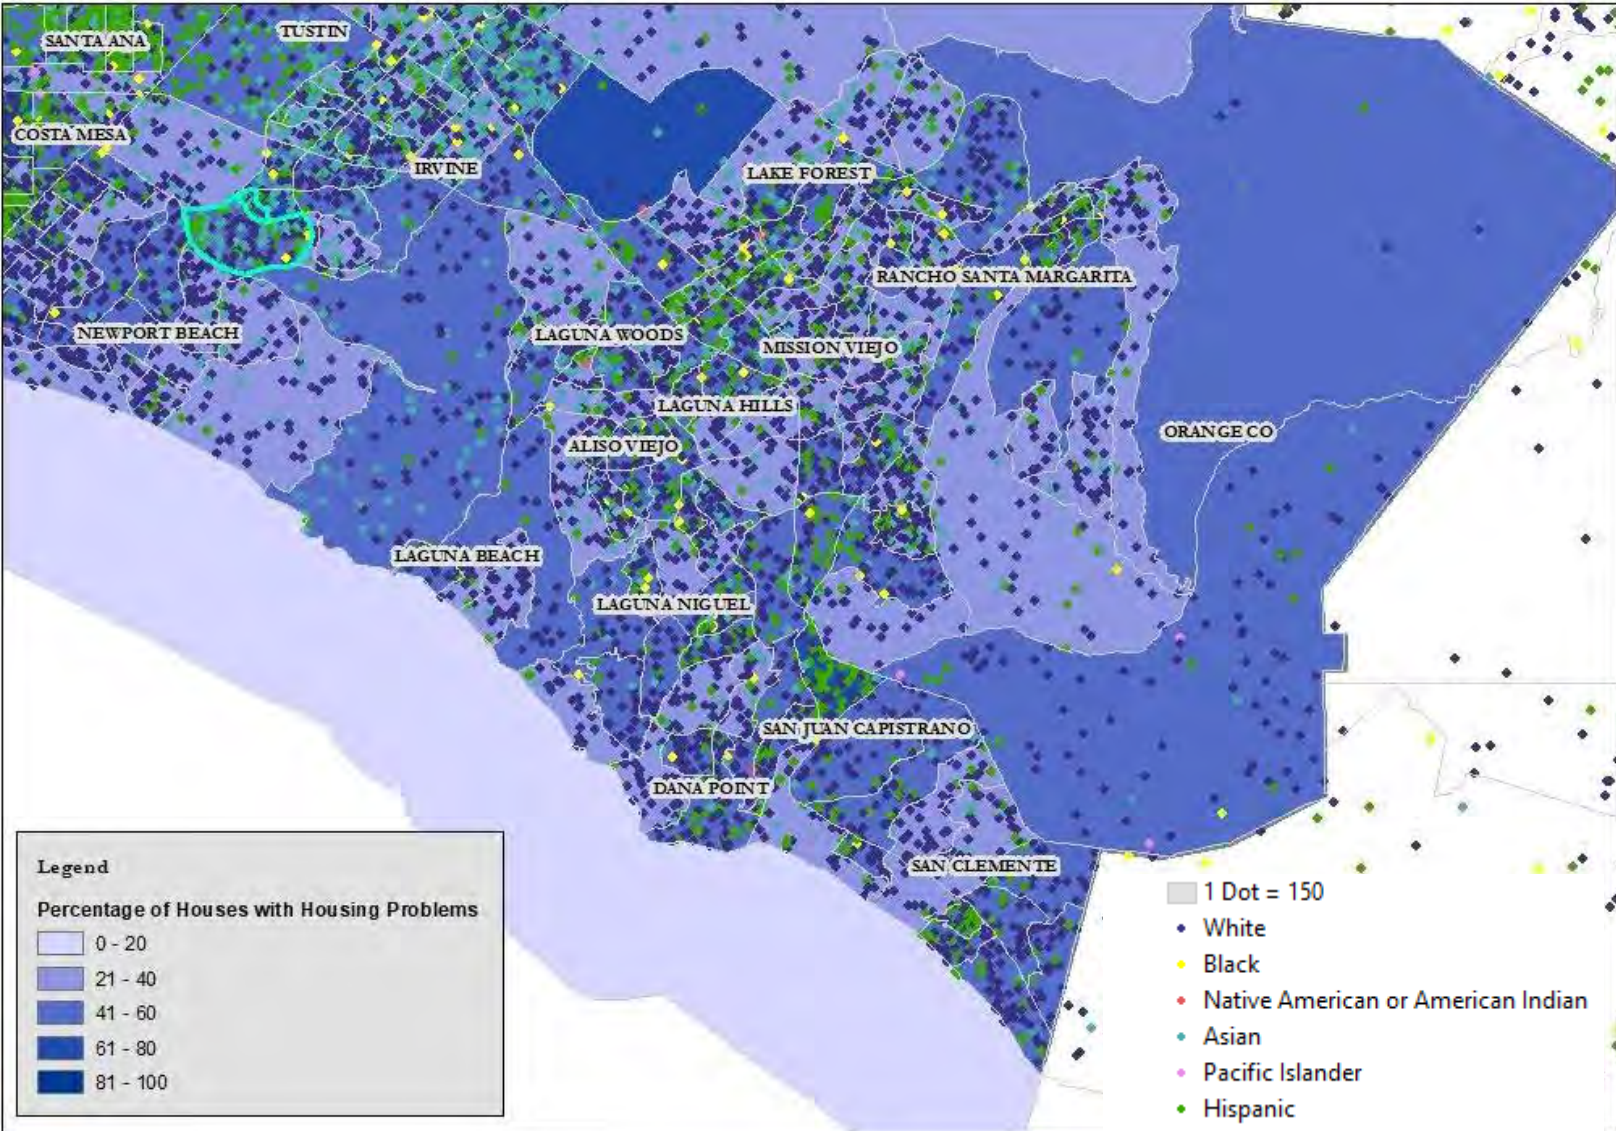 SANTA ANA
TUSTIN
COSTA MESA
IRVINE
LAKE FOREST
RANCHO SANTA MARGARITA
NEWPORT BEACH
LAGUNA WOODS
MISSION VIEJO
LAGUNA HILLS
ALISO VIEJO
ORANGE CO
LAGUNA BEACH
LAGUNA NIGUEL
SAN JUAN CAPISTRANO
DANA POINT
SAN CLEMENTE
Legend
Percentage of Houses with Housing Problems
0 - 20
21 - 40
41 - 60
61 - 80
81 - 100
1 Dot = 150
White
Black
Native American or American Indian
Asian
Pacific Islander
Hispanic